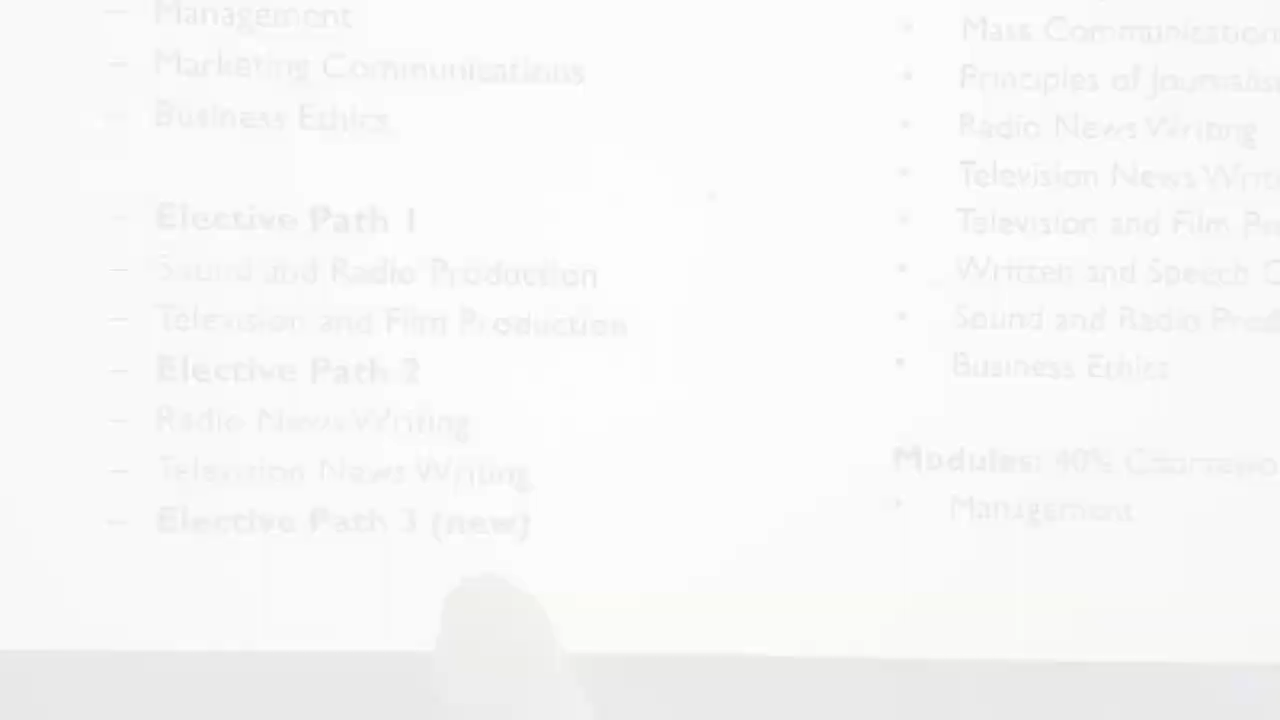 – Management
– Marketing Communications
– Business Ethics
– Elective Path 1
– Sound and Radio Production
– Television and Film Production
– Elective Path 2
– Radio News Writing
– Television News Writing
– Elective Path 3 (new)
• Mass Communication
• Principles of
• Radio News Writing
• Television News
• Television and Film
• Written and Speech
• Sound and Radio
• Business Ethics
Modules: 40%
• Management